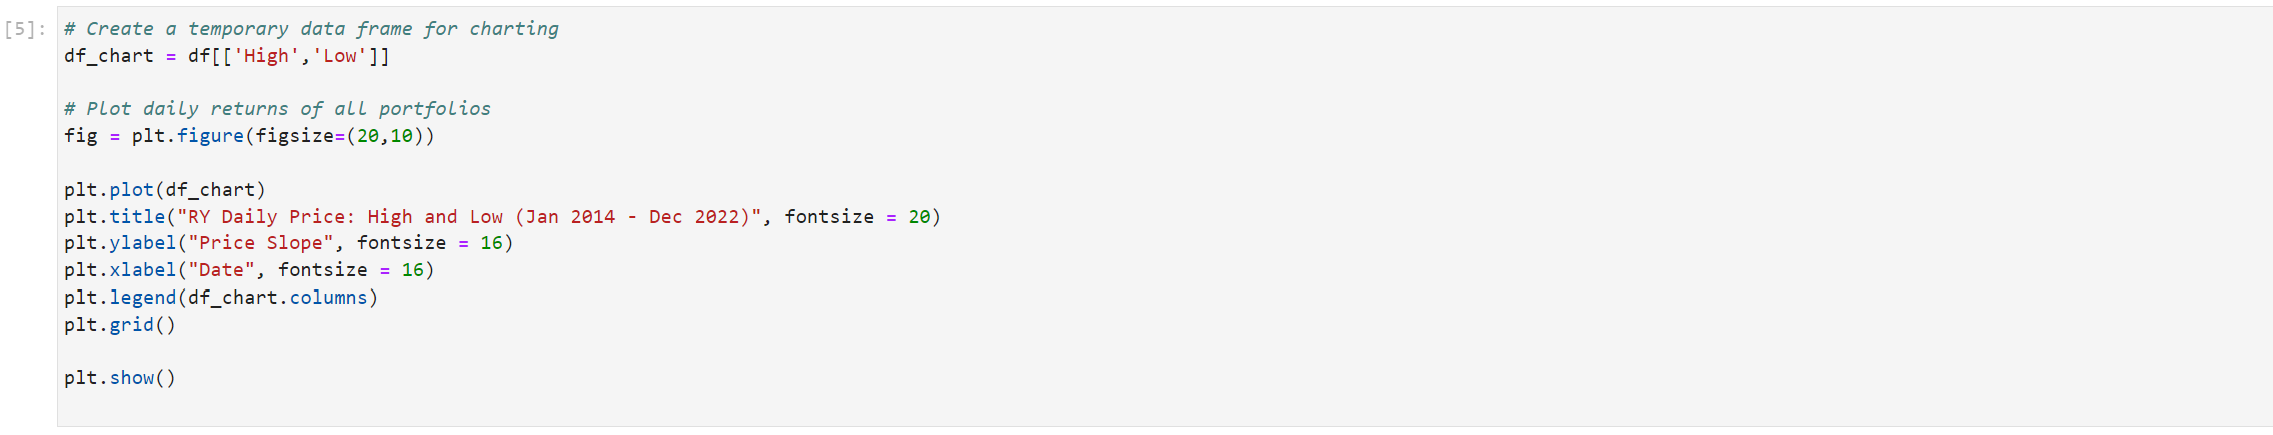 [5]: # Create a temporary data frame for charting
df_chart = df[['High','Low']]
# Plot daily returns of all portfolios
fig = plt.figure(figsize=(20,10))
plt.plot(df_chart)
plt.title("RY Daily Price: High and Low (Jan 2014 - Dec 2022)", fontsize = 20)
plt.ylabel("Price Slope", fontsize = 16)
plt.xlabel("Date", fontsize = 16)
plt.legend(df_chart.columns)
plt.grid()
plt.show()